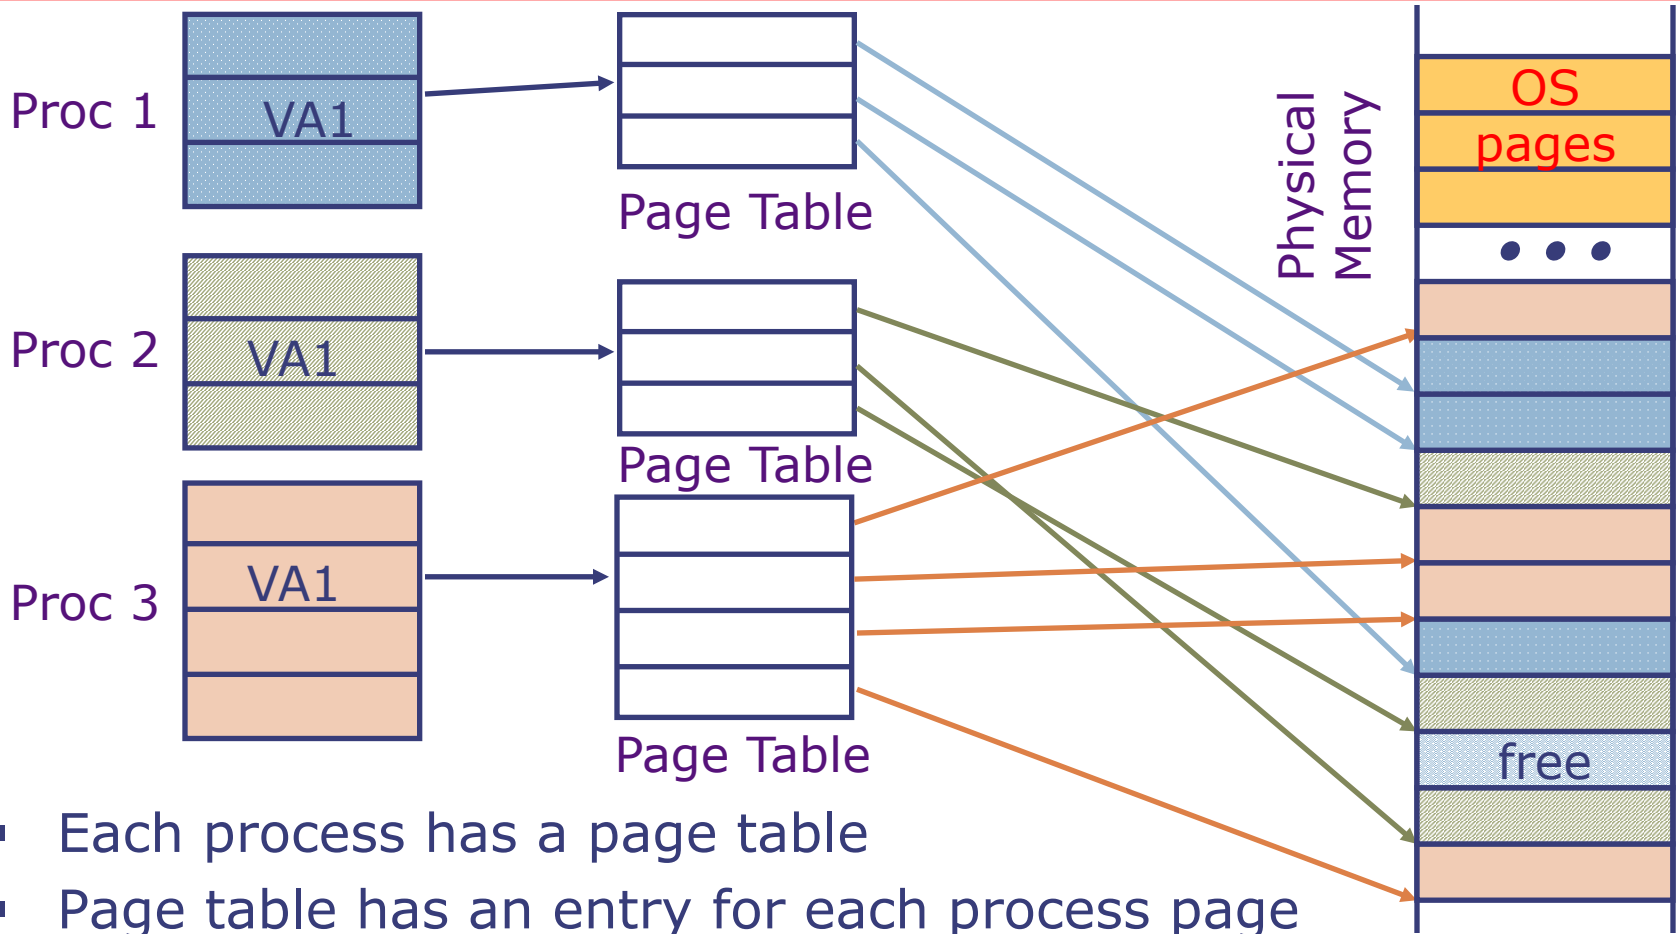 Proc 1
VA1
Page Table
Proc 2
VA1
Page Table
Proc 3
VA1
Page Table
Physical
Memory
OS
pages
• • •
free
▪ Each process has a page table
▪ Page table has an entry for each process page